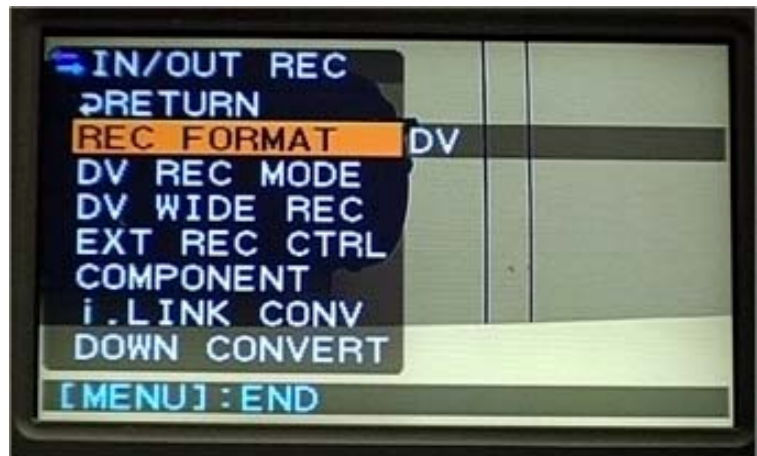 IN/OUT REC
RETURN
REC FORMAT DV
DV REC MODE
DV WIDE REC
EXT REC CTRL
COMPONENT
i.LINK CONV
DOWN CONVERT
[MENU]:END